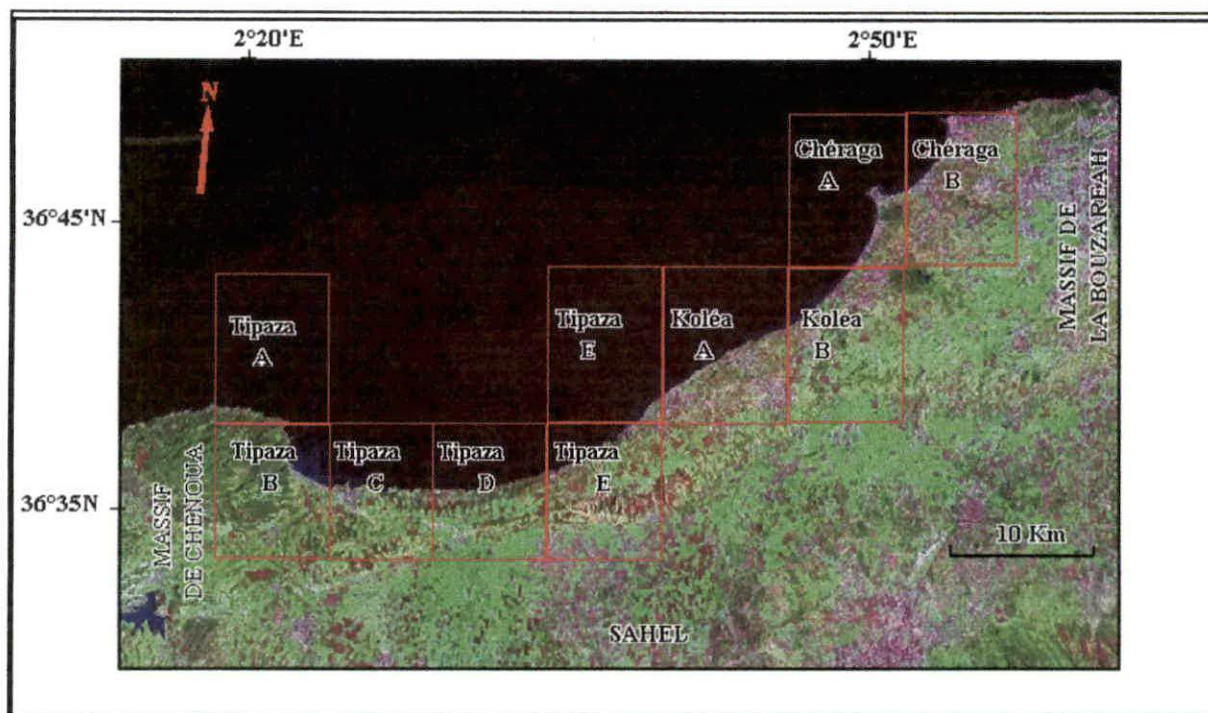 2°20'E
2°50'E
N
Chéraga
A
Chéraga
B
36°45'N
MASSIF DE
LA BOUZAREAH
Tipaza
A
Tipaza
E
Koléa
A
Koléa
B
Tipaza
B
Tipaza
C
Tipaza
D
Tipaza
E
36°35N
MASSIF
DE CHENOUA
10 Km
SAHEL